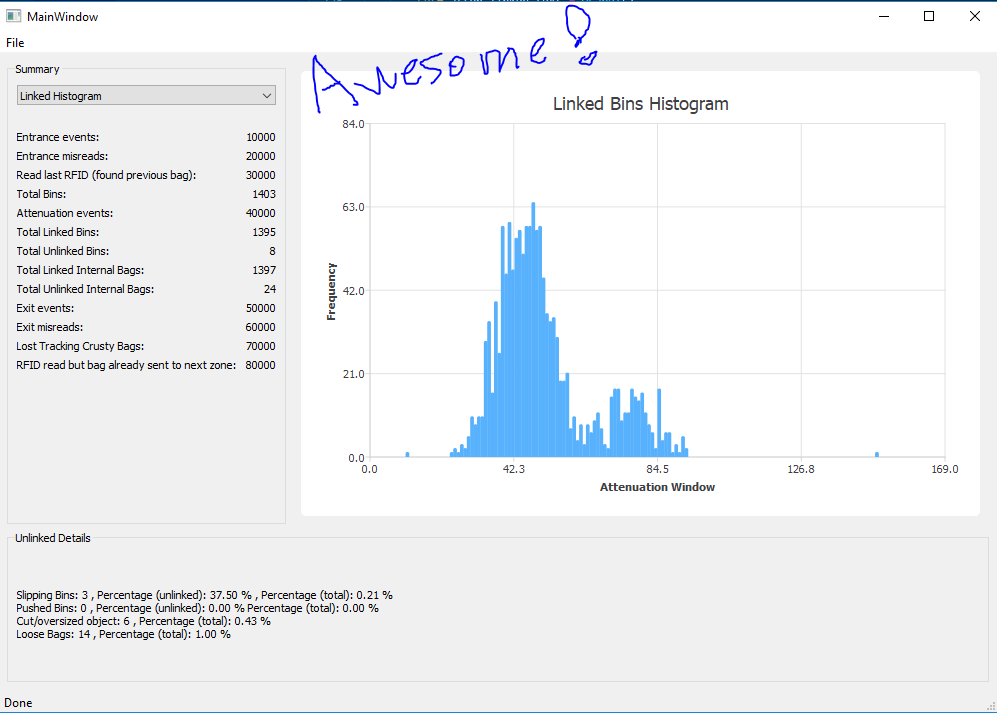 MainWindow
File
Awesome!
Summary
Linked Histogram
Entrance events: 10000
Entrance misreads: 20000
Read last RFID (found previous bag): 30000
Total Bins: 1403
Attenuation events: 40000
Total Linked Bins: 1395
Total Unlinked Bins: 8
Total Linked Internal Bags: 1397
Total Unlinked Internal Bags: 24
Exit events: 50000
Exit misreads: 60000
Lost Tracking Crusty Bags: 70000
RFID read but bag already sent to next zone: 80000
Linked Bins Histogram
84.0
63.0
42.0
21.0
0.0
Frequency
0.0 42.3 84.5 126.8 169.0
Attenuation Window
Unlinked Details
Slipping Bins: 3 , Percentage (unlinked): 37.50 % , Percentage (total): 0.21 %
Pushed Bins: 0 , Percentage (unlinked): 0.00 % Percentage (total): 0.00 %
Cut/oversized object: 6 , Percentage (total): 0.43 %
Loose Bags: 14 , Percentage (total): 1.00 %
Done